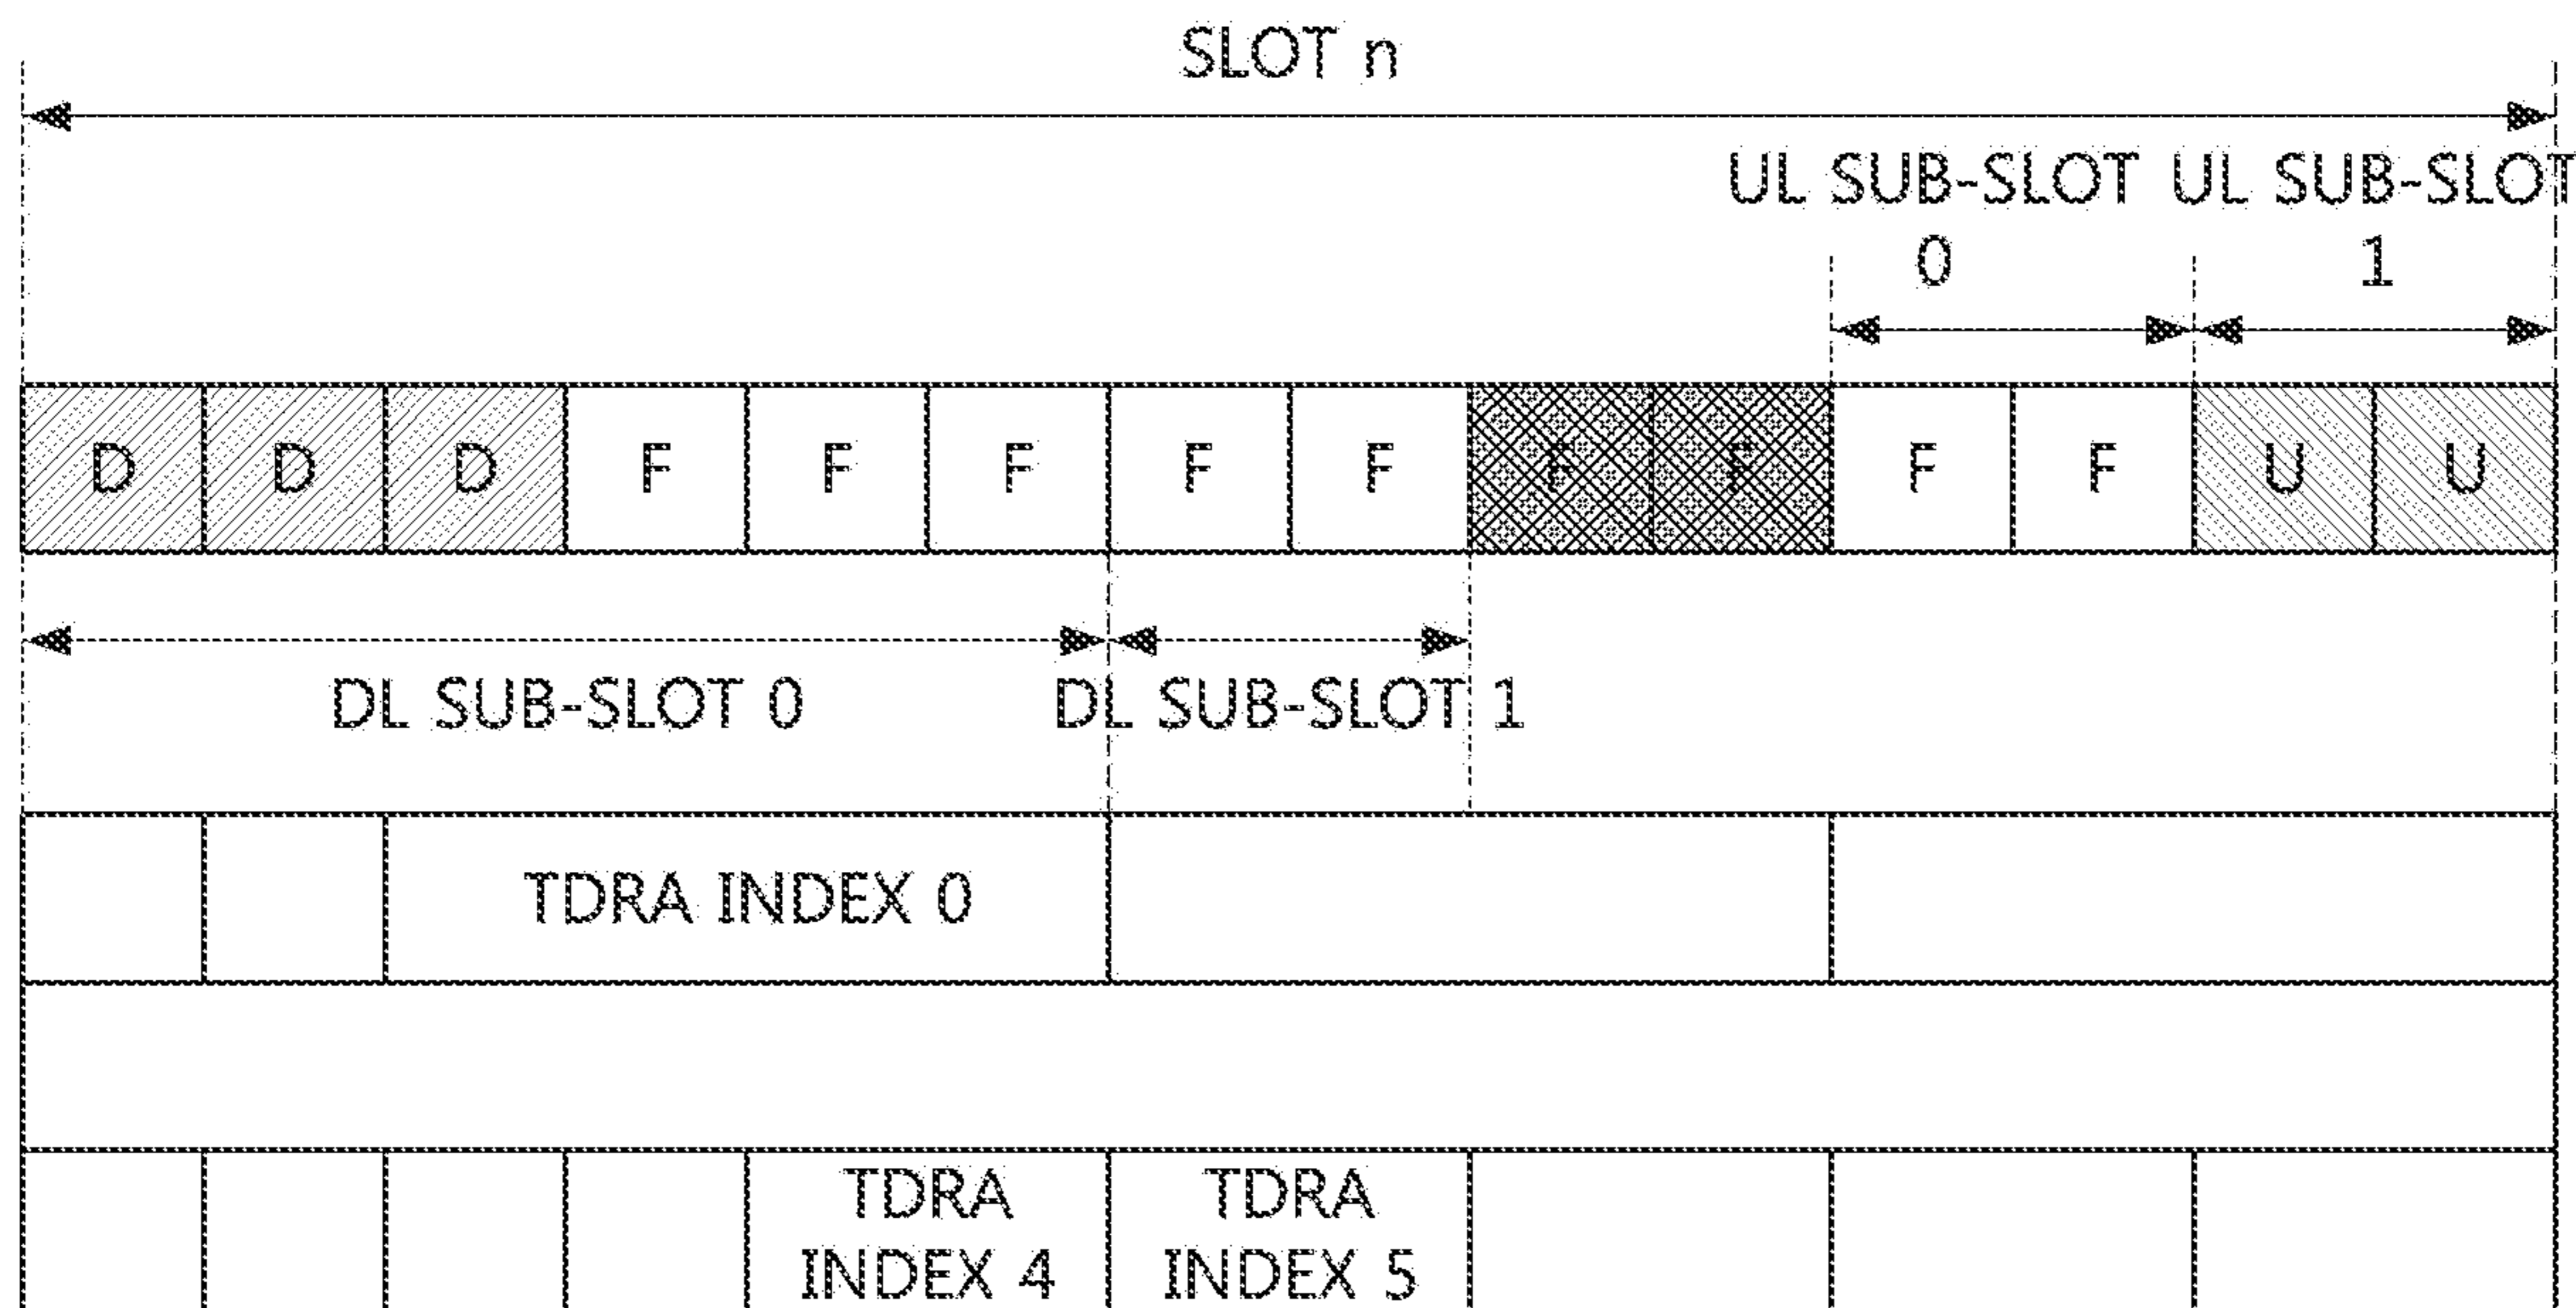 SLOT n
UL SUB-SLOT UL SUB-SLOT
0 1
D D D F F F F F F F F F U U
DL SUB-SLOT 0 DL SUB-SLOT 1
TDRA INDEX 0
TDRA TDRA
INDEX 4 INDEX 5